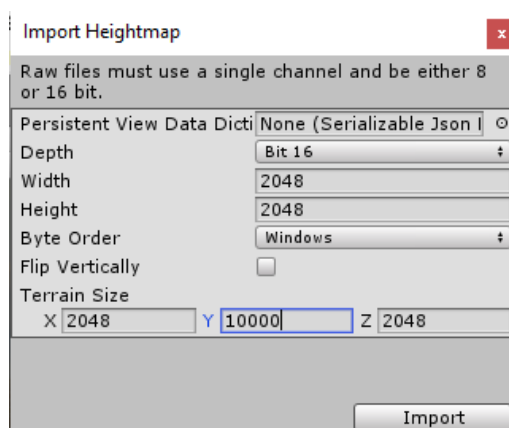 Import Heightmap
x
Raw files must use a single channel and be either 8
or 16 bit.
Persistent View Data Dicti None (Serializable Json I
Depth Bit 16
Width 2048
Height 2048
Byte Order Windows
Flip Vertically
Terrain Size
X 2048 Y 10000 Z 2048
Import